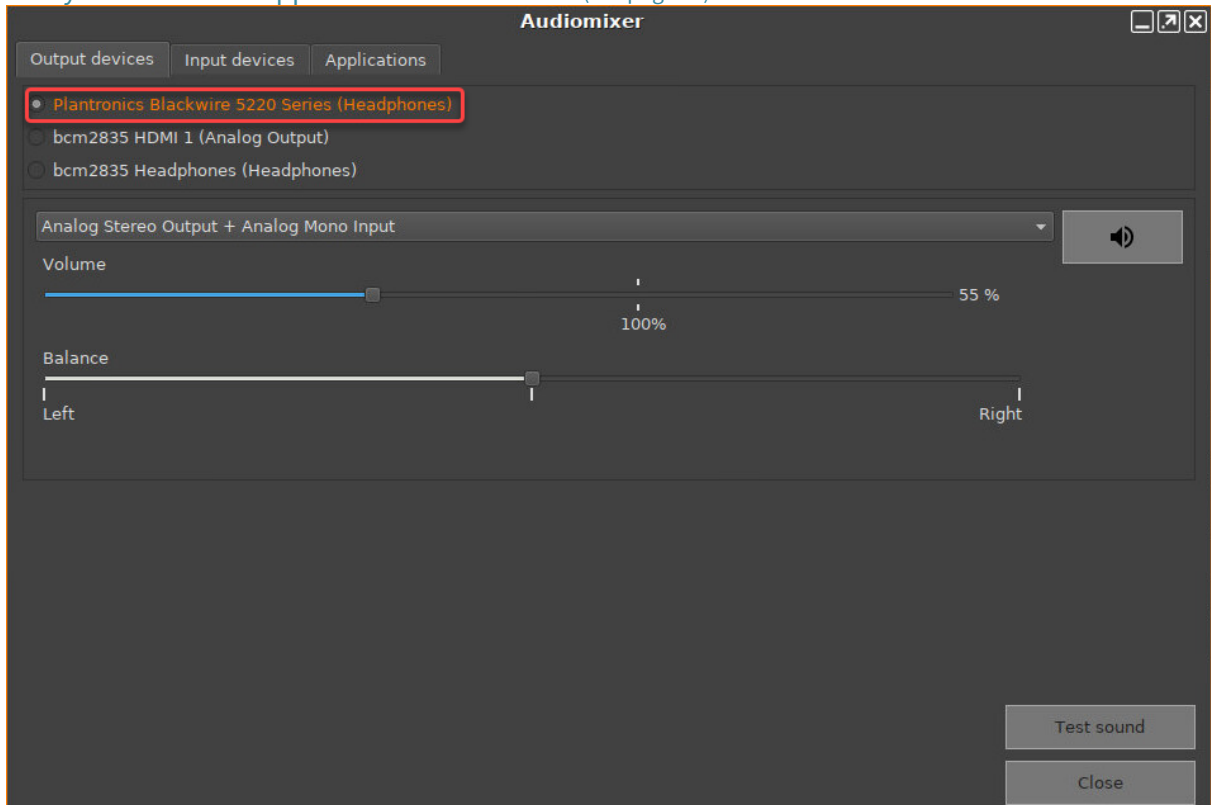 Audiomixer
Output devices Input devices Applications
Plantronics Blackwire 5220 Series (Headphones)
bcm2835 HDMI 1 (Analog Output)
bcm2835 Headphones (Headphones)
Analog Stereo Output + Analog Mono Input
Volume
55 %
100%
Balance
Left Right
Test sound
Close